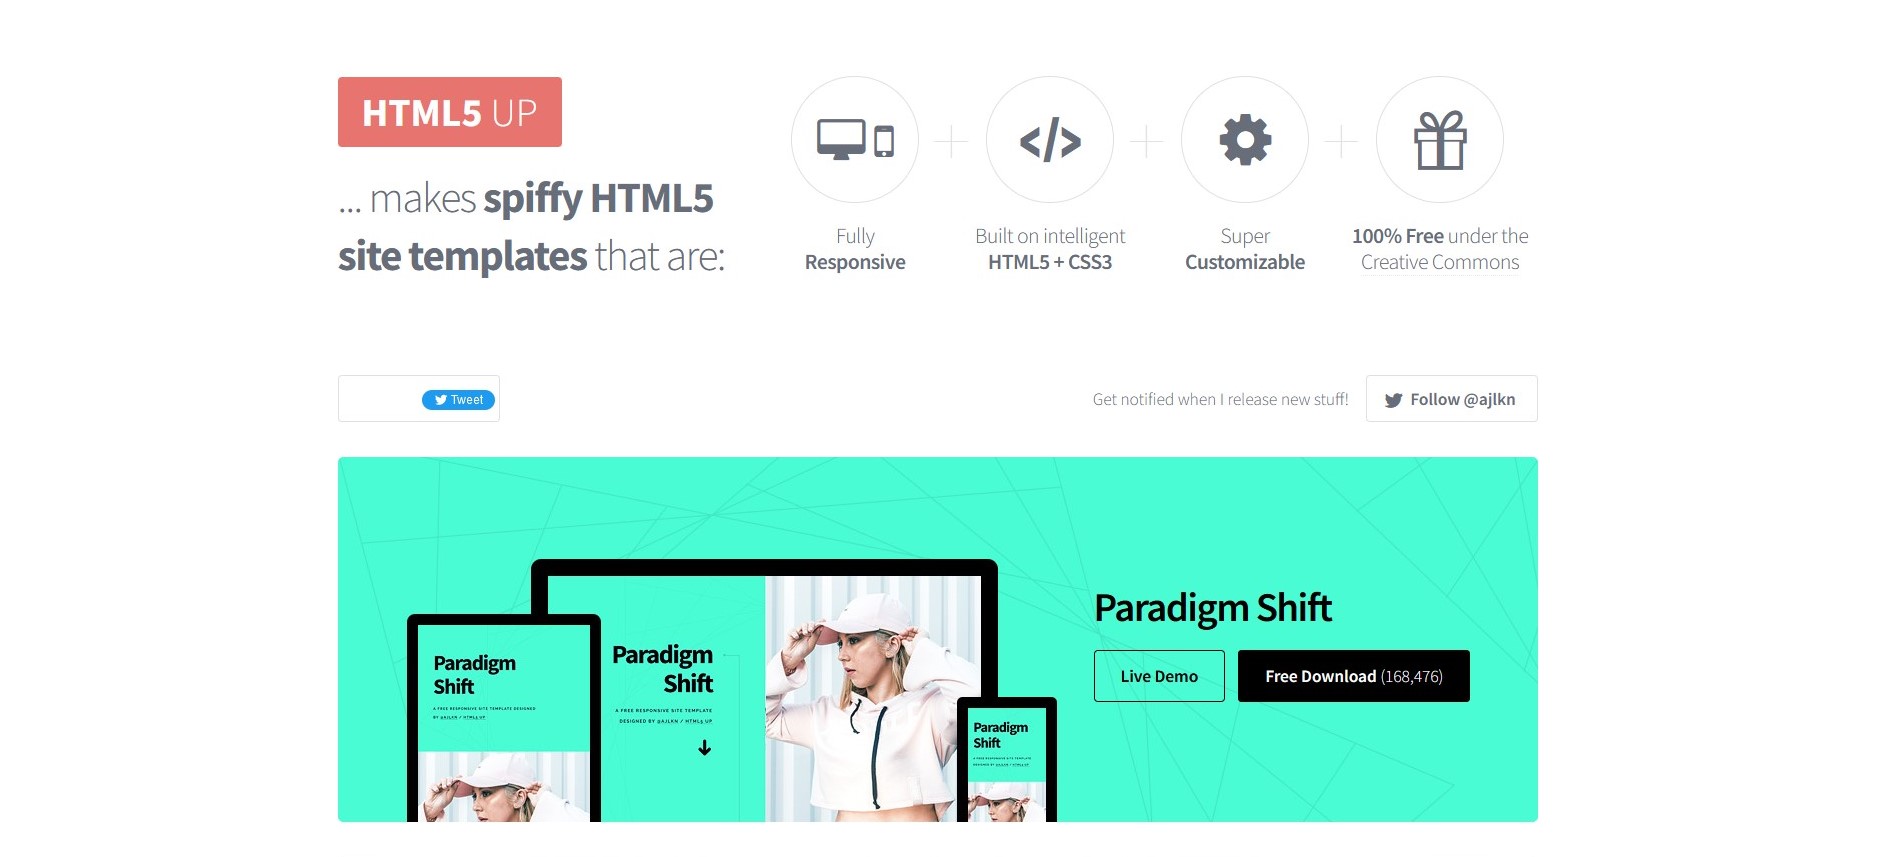 HTML5 UP
... makes spiffy HTML5
site templates that are:
Fully
Responsive
Built on intelligent
HTML5 + CSS3
Super
Customizable
100% Free under the
Creative Commons
Tweet
Get notified when I release new stuff!
Follow @ajlkn
Paradigm
Shift
A FREE RESPONSIVE SITE TEMPLATE DESIGNED
BY @AJLKN / HTML5 UP
Paradigm
Shift
A FREE RESPONSIVE SITE TEMPLATE
DESIGNED BY @AJLKN / HTML5 UP
Paradigm
Shift
A FREE RESPONSIVE SITE TEMPLATE
DESIGNED BY @AJLKN / HTML5 UP
Paradigm Shift
Live Demo
Free Download (168,476)